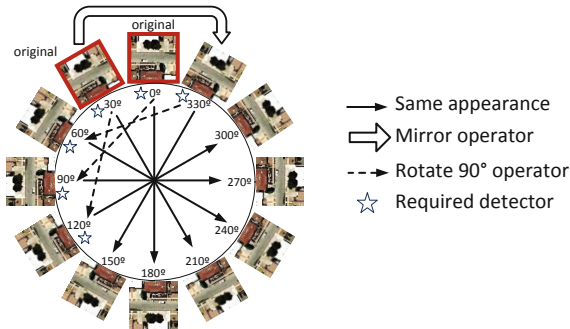 original
original
0º
30º
330º
60º
300º
90º
270º
120º
240º
150º
210º
180º
Same appearance
Mirror operator
Rotate 90° operator
Required detector